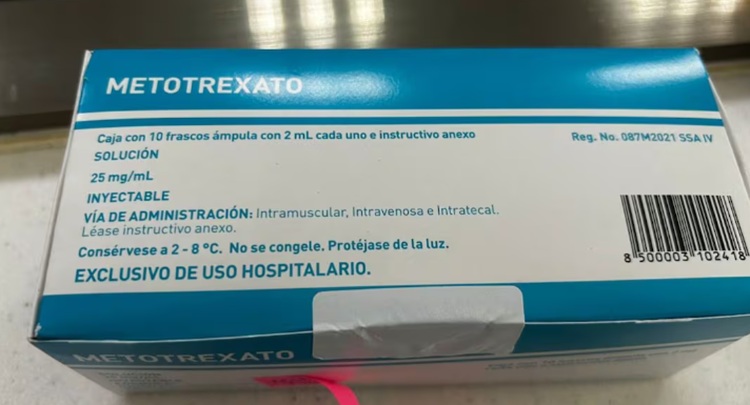 METOTREXATO
Caja con 10 frascos ámpula con 2 mL cada uno e instructivo anexo
Reg. No. 087M2021 SSA IV
SOLUCIÓN
25 mg/mL
INYECTABLE
VÍA DE ADMINISTRACIÓN: Intramuscular, Intravenosa e Intratecal.
Léase instructivo anexo.
Consérvese a 2 - 8 °C. No se congele. Protéjase de la luz.
EXCLUSIVO DE USO HOSPITALARIO.
8 500003 102418
METOTREXATO
SOLUCIÓN